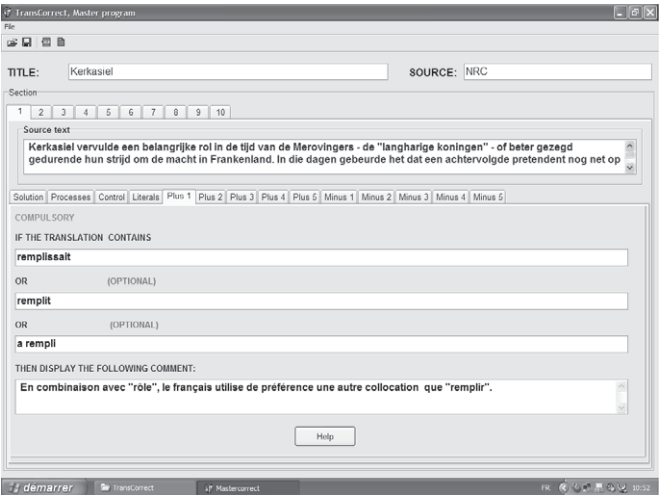 TransCorrect, Master program
File
TITLE: Kerkasiel SOURCE: NRC
Section
1 2 3 4 5 6 7 8 9 10
Source text
Kerkasiel vervulde een belangrijke rol in de tijd van de Merovingers - de "langharige koningen" - of beter gezegd
gedurende hun strijd om de macht in Frankenland. In die dagen gebeurde het dat een achtervolgde pretendent nog net op
Solution Processes Control Literals Plus 1 Plus 2 Plus 3 Plus 4 Plus 5 Minus 1 Minus 2 Minus 3 Minus 4 Minus 5
COMPULSORY
IF THE TRANSLATION CONTAINS
remplissait
OR (OPTIONAL)
remplit
OR (OPTIONAL)
a rempli
THEN DISPLAY THE FOLLOWING COMMENT:
En combinaison avec "rôle", le français utilise de préférence une autre collocation que "remplir".
Help
démarrer TransCorrect Mastercorrect FR 10:52